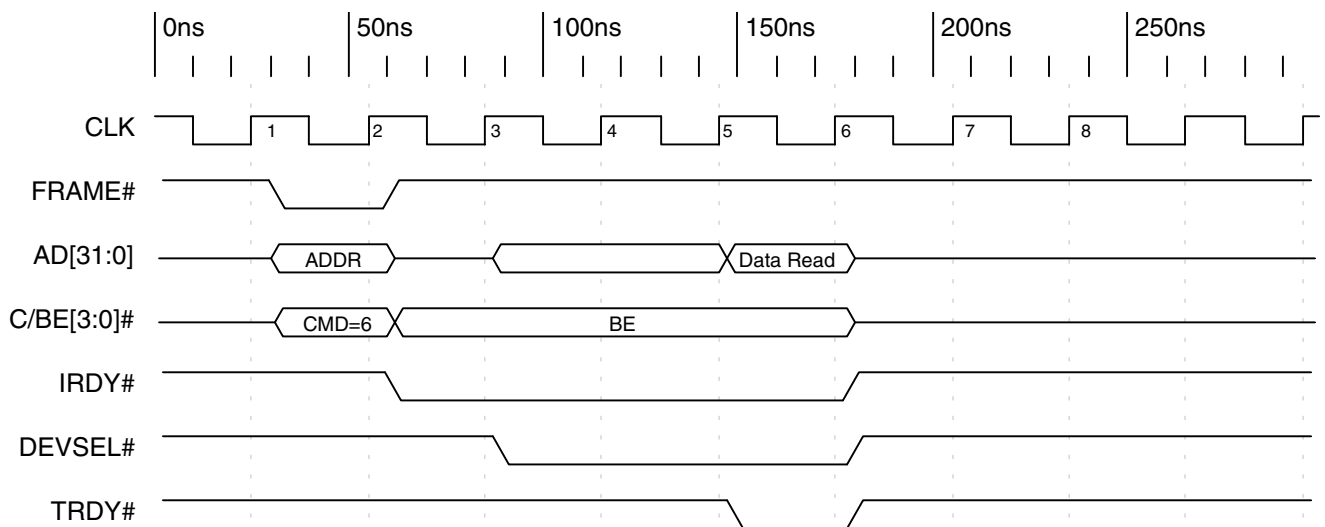 0ns 50ns 100ns 150ns 200ns 250ns
CLK 1 2 3 4 5 6 7 8
FRAME#
AD[31:0] ADDR Data Read
C/BE[3:0]# CMD=6 BE
IRDY#
DEVSEL#
TRDY#